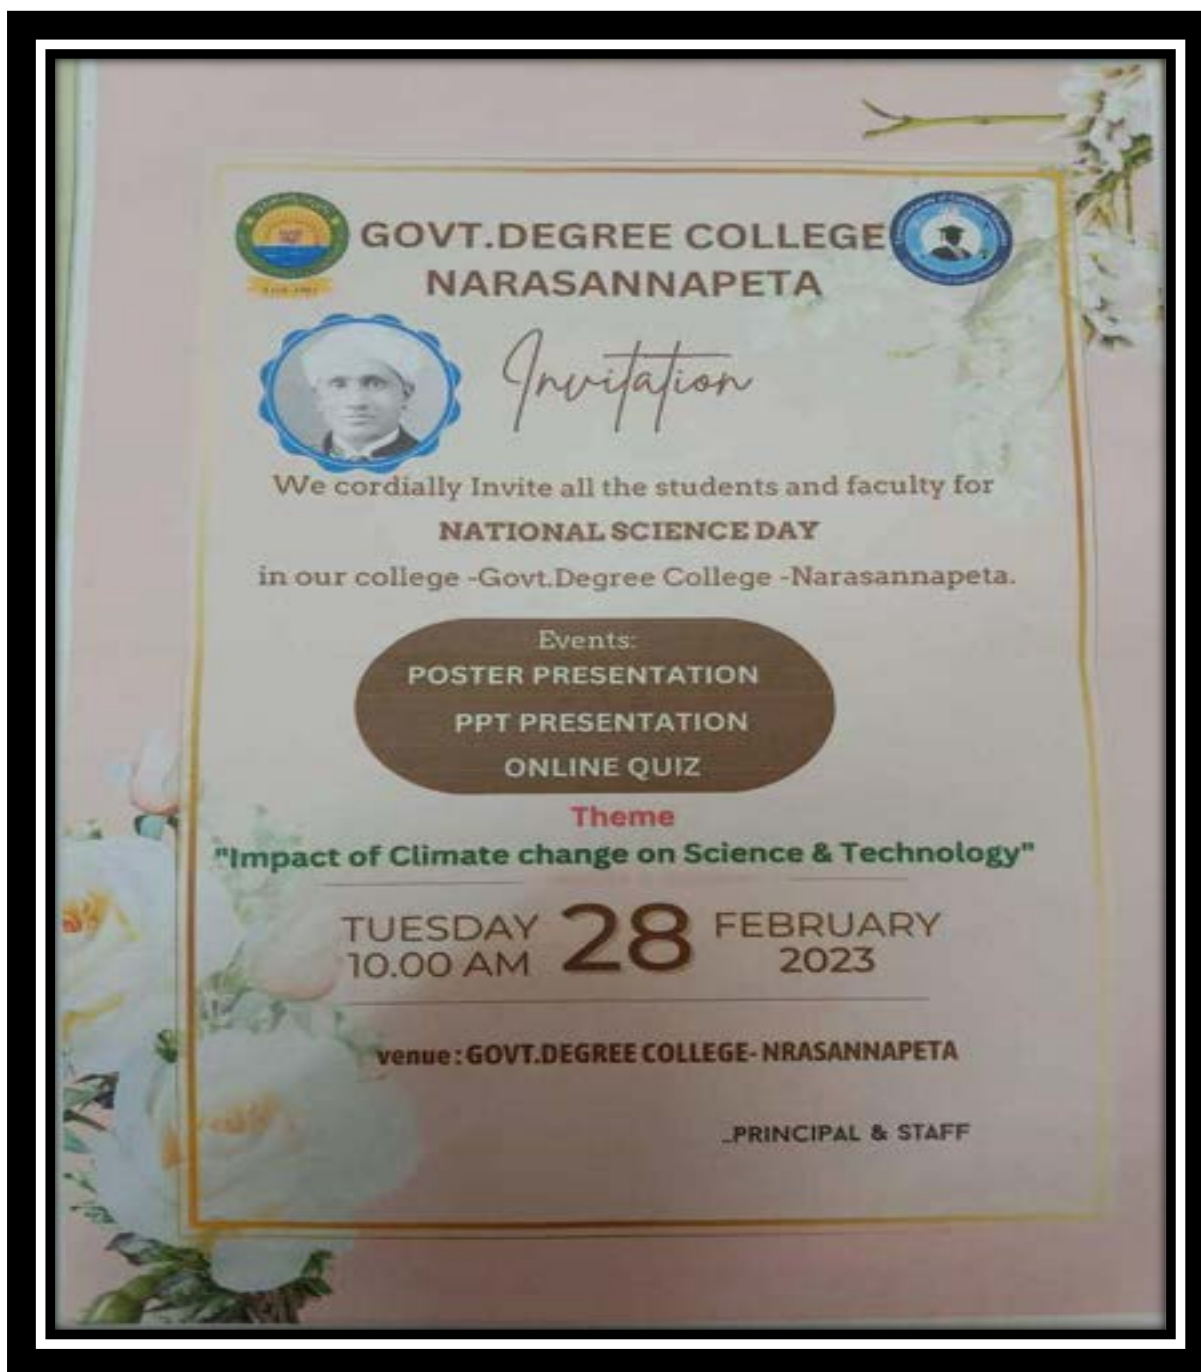 GOVT.DEGREE COLLEGE
NARASANNAPETA
Invitation
We cordially Invite all the students and faculty for
NATIONAL SCIENCE DAY
in our college -Govt.Degree College -Narasannapeta.
Events:
POSTER PRESENTATION
PPT PRESENTATION
ONLINE QUIZ
Theme
"Impact of Climate change on Science & Technology"
TUESDAY 28 FEBRUARY
10.00 AM 2023
venue : GOVT.DEGREE COLLEGE- NRASANNAPETA
..PRINCIPAL & STAFF